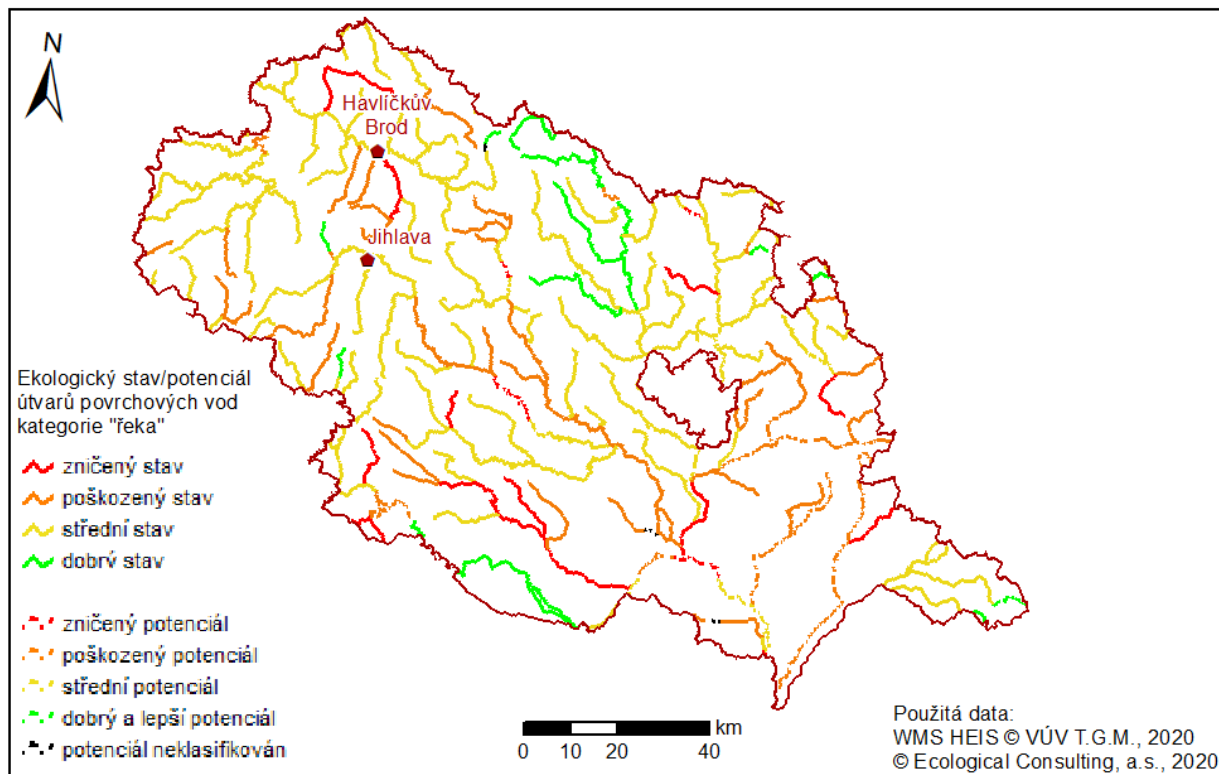 N
Havlíčkův
Brod
Jihlava
Ekologický stav/potenciál
útvarů povrchových vod
kategorie "řeka"
zničený stav
poškozený stav
střední stav
dobrý stav
zničený potenciál
poškozený potenciál
střední potenciál
dobrý a lepší potenciál
potenciál neklasifikován
km
0 10 20 40
Použitá data:
WMS HEIS © VÚV T.G.M., 2020
© Ecological Consulting, a.s., 2020